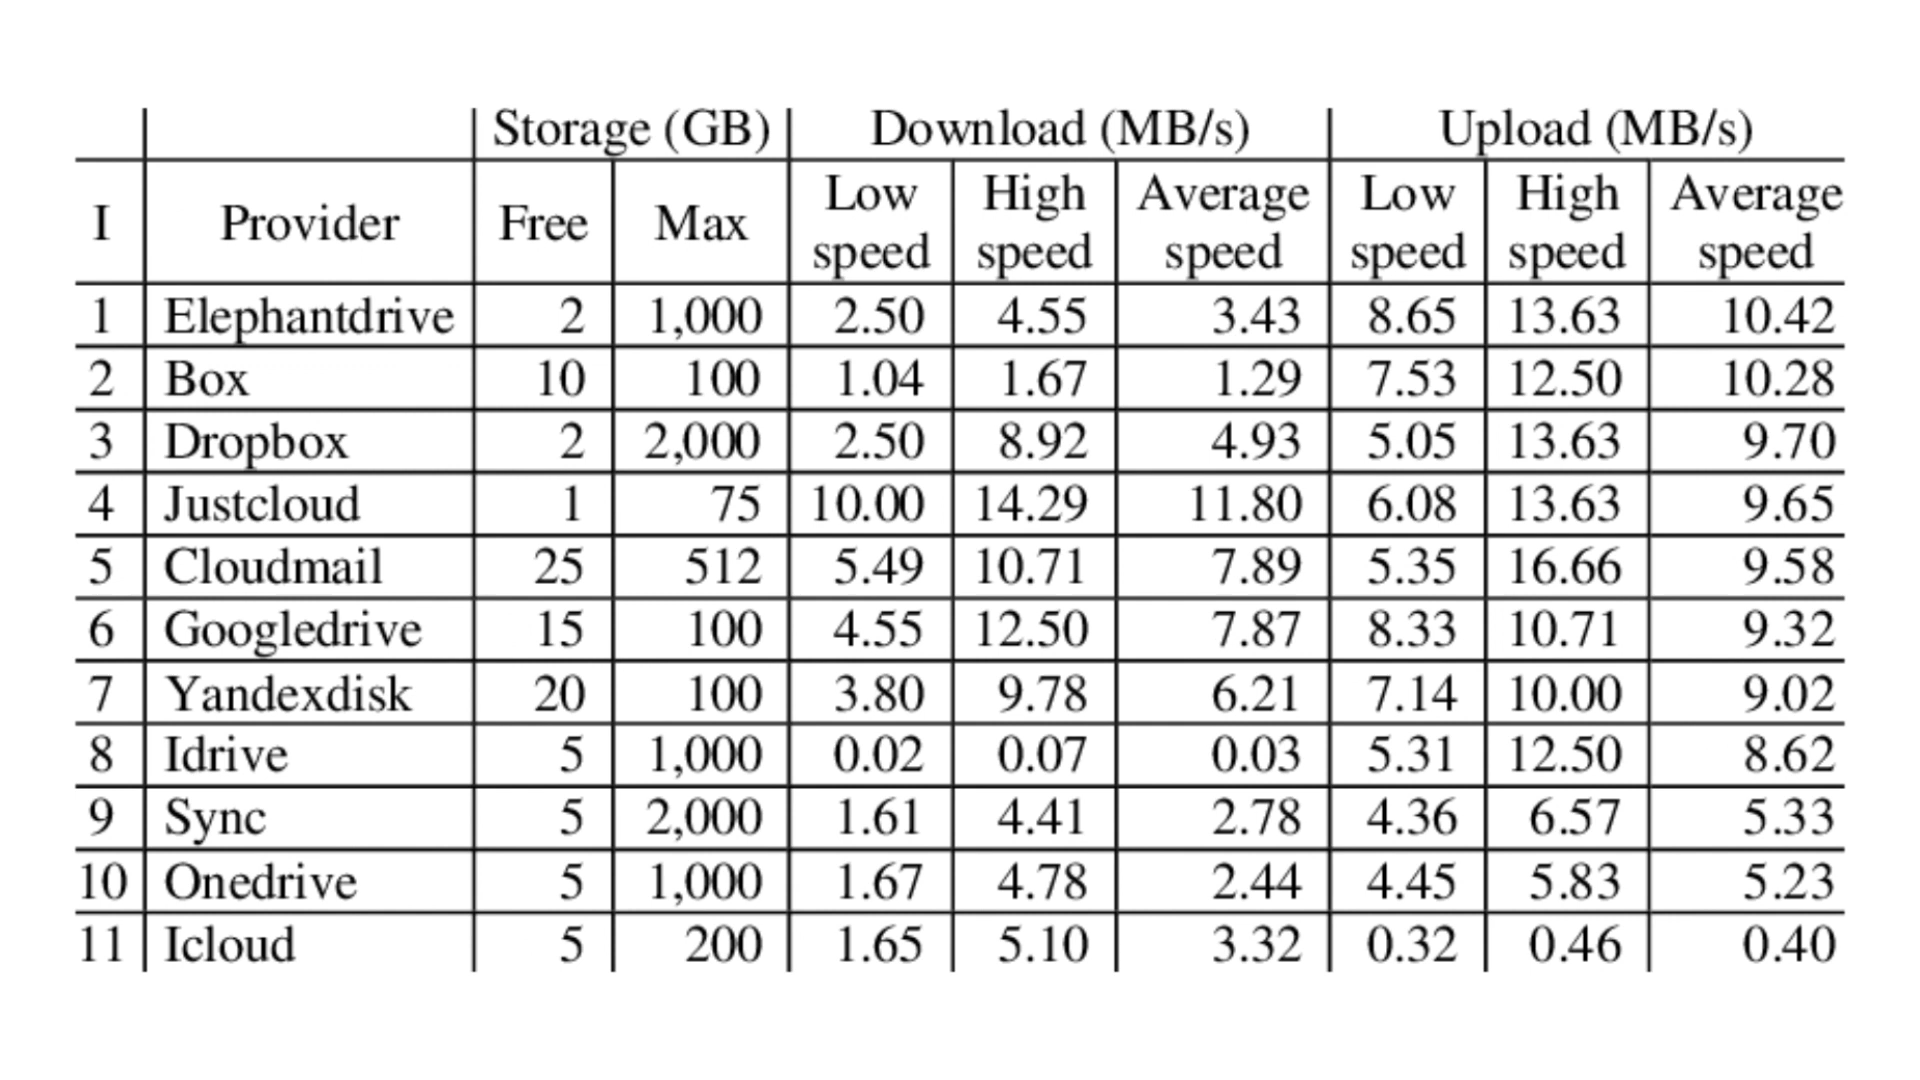 Storage (GB) Download (MB/s) Upload (MB/s)
I Provider Free Max Low speed High speed Average speed Low speed High speed Average speed
1 Elephantdrive 2 1,000 2.50 4.55 3.43 8.65 13.63 10.42
2 Box 10 100 1.04 1.67 1.29 7.53 12.50 10.28
3 Dropbox 2 2,000 2.50 8.92 4.93 5.05 13.63 9.70
4 Justcloud 1 75 10.00 14.29 11.80 6.08 13.63 9.65
5 Cloudmail 25 512 5.49 10.71 7.89 5.35 16.66 9.58
6 Googledrive 15 100 4.55 12.50 7.87 8.33 10.71 9.32
7 Yandexdisk 20 100 3.80 9.78 6.21 7.14 10.00 9.02
8 Idrive 5 1,000 0.02 0.07 0.03 5.31 12.50 8.62
9 Sync 5 2,000 1.61 4.41 2.78 4.36 6.57 5.33
10 Onedrive 5 1,000 1.67 4.78 2.44 4.45 5.83 5.23
11 Icloud 5 200 1.65 5.10 3.32 0.32 0.46 0.40